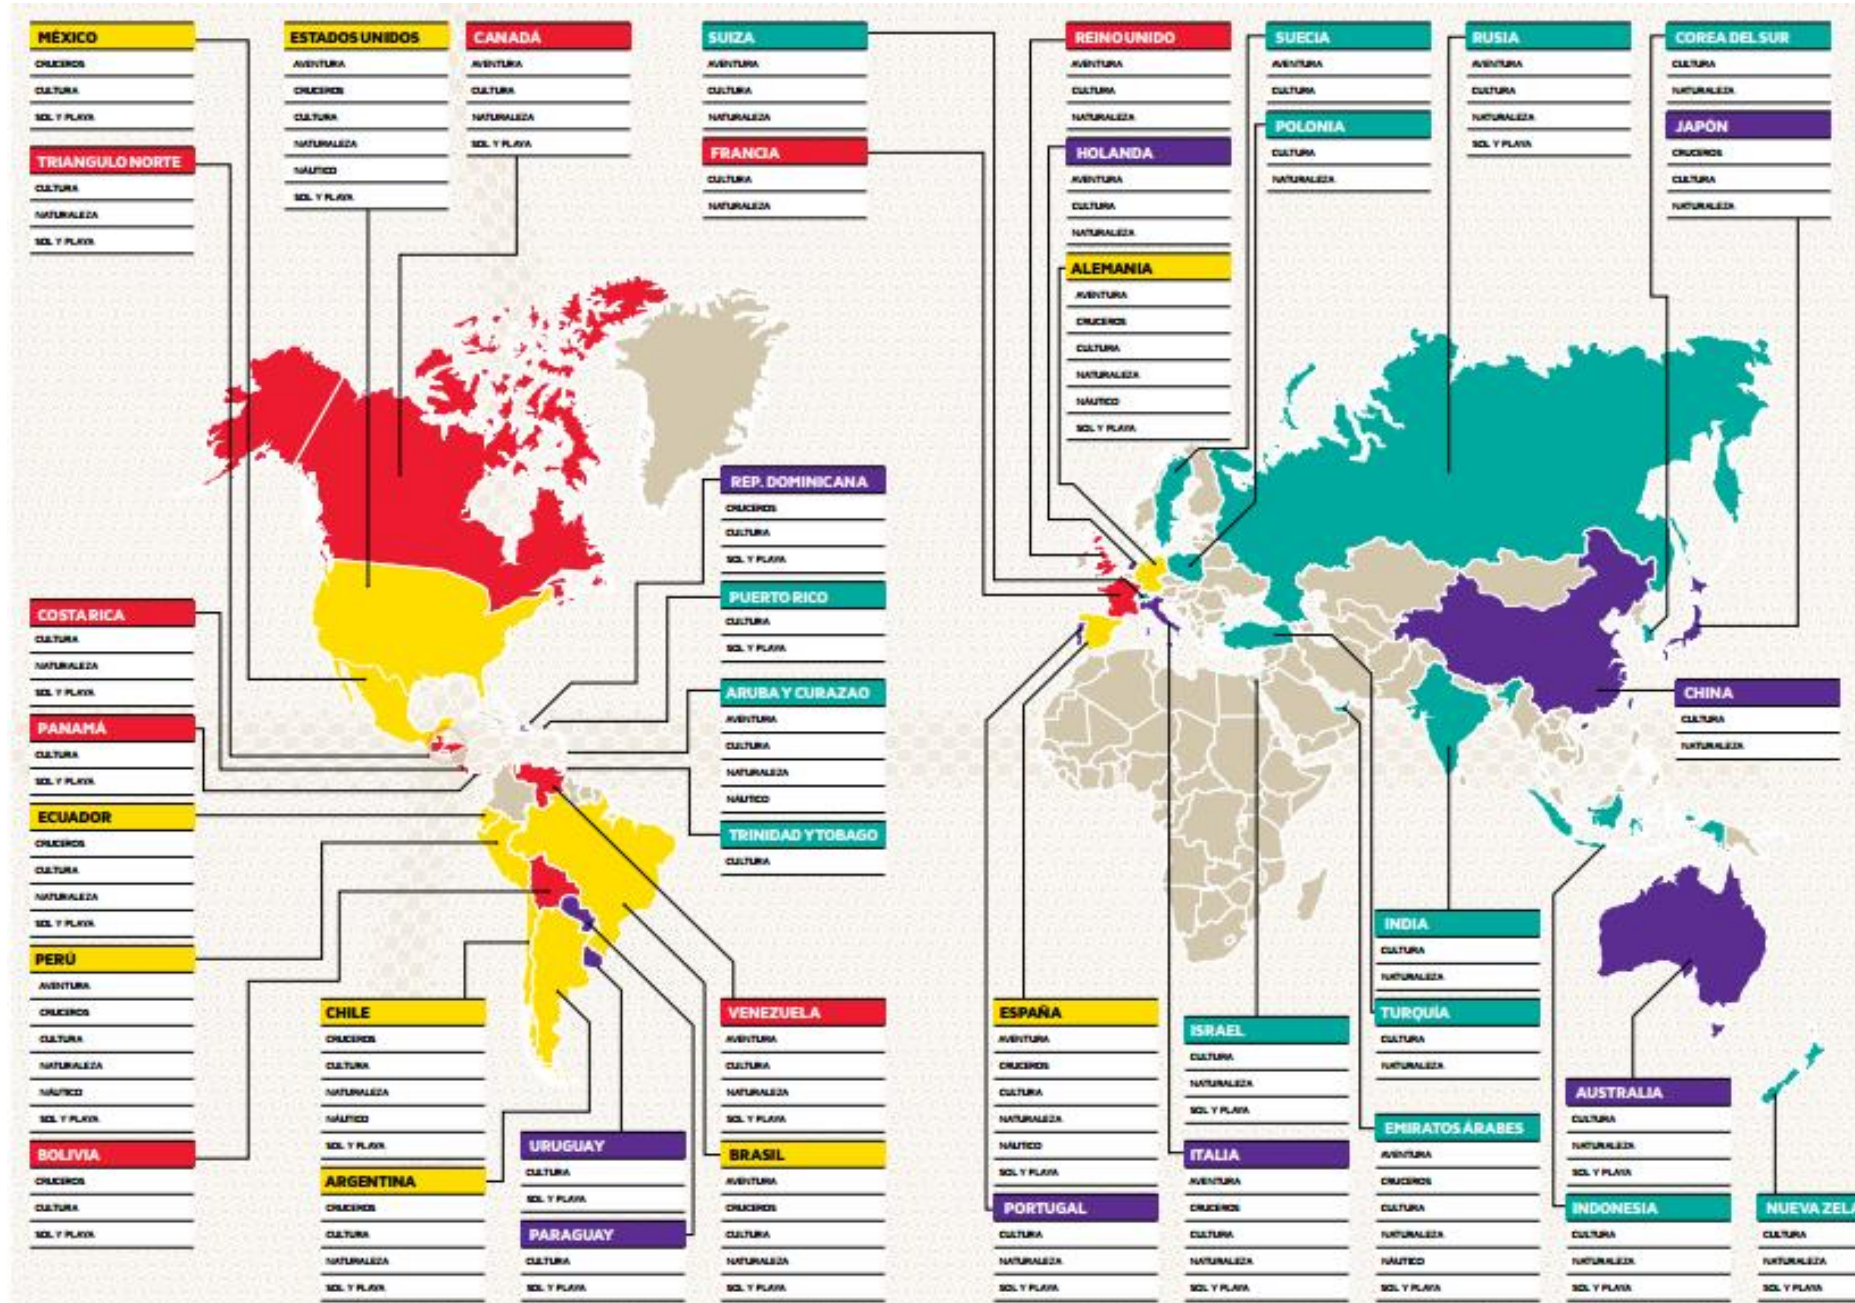 MÉXICO
CRUCEROS
CULTURA
SOL Y PLAYA
TRIANGULO NORTE
CULTURA
NATURALEZA
SOL Y PLAYA
ESTADOS UNIDOS
AVENTURA
CRUCEROS
CULTURA
NATURALEZA
NÁUTICO
SOL Y PLAYA
CANADÁ
AVENTURA
CULTURA
NATURALEZA
SOL Y PLAYA
SUIZA
AVENTURA
CULTURA
NATURALEZA
FRANCIA
CULTURA
NATURALEZA
REINO UNIDO
AVENTURA
CULTURA
NATURALEZA
HOLANDA
AVENTURA
CULTURA
NATURALEZA
ALEMANIA
AVENTURA
CRUCEROS
CULTURA
NATURALEZA
NÁUTICO
SOL Y PLAYA
SUECIA
AVENTURA
CULTURA
POLONIA
CULTURA
NATURALEZA
RUSIA
AVENTURA
CULTURA
NATURALEZA
SOL Y PLAYA
COREA DEL SUR
CULTURA
NATURALEZA
JAPÓN
CRUCEROS
CULTURA
NATURALEZA
REP. DOMINICANA
CRUCEROS
CULTURA
SOL Y PLAYA
PUERTO RICO
CULTURA
SOL Y PLAYA
ARUBA Y CURAZAO
AVENTURA
CULTURA
NATURALEZA
NÁUTICO
TRINIDAD Y TOBAGO
CULTURA
COSTA RICA
CULTURA
NATURALEZA
SOL Y PLAYA
PANAMÁ
CULTURA
SOL Y PLAYA
ECUADOR
CRUCEROS
CULTURA
NATURALEZA
SOL Y PLAYA
PERÚ
AVENTURA
CRUCEROS
CULTURA
NATURALEZA
NÁUTICO
SOL Y PLAYA
BOLIVIA
CRUCEROS
CULTURA
SOL Y PLAYA
CHILE
CRUCEROS
CULTURA
NATURALEZA
NÁUTICO
SOL Y PLAYA
ARGENTINA
CRUCEROS
CULTURA
NATURALEZA
SOL Y PLAYA
URUGUAY
CULTURA
SOL Y PLAYA
PARAGUAY
CULTURA
SOL Y PLAYA
VENEZUELA
AVENTURA
CULTURA
NATURALEZA
SOL Y PLAYA
BRASIL
AVENTURA
CRUCEROS
CULTURA
NATURALEZA
SOL Y PLAYA
CHINA
CULTURA
NATURALEZA
ESPAÑA
AVENTURA
CRUCEROS
CULTURA
NATURALEZA
NÁUTICO
SOL Y PLAYA
PORTUGAL
CULTURA
NATURALEZA
SOL Y PLAYA
ISRAEL
CULTURA
NATURALEZA
SOL Y PLAYA
ITALIA
AVENTURA
CRUCEROS
CULTURA
NATURALEZA
SOL Y PLAYA
INDIA
CULTURA
NATURALEZA
TURQUÍA
CULTURA
NATURALEZA
EMIRATOS ÁRABES
AVENTURA
CRUCEROS
CULTURA
NATURALEZA
NÁUTICO
SOL Y PLAYA
AUSTRALIA
CULTURA
NATURALEZA
SOL Y PLAYA
INDONESIA
CULTURA
NATURALEZA
SOL Y PLAYA
NUEVA ZELA
CULTURA
NATURALEZA
SOL Y PLAYA